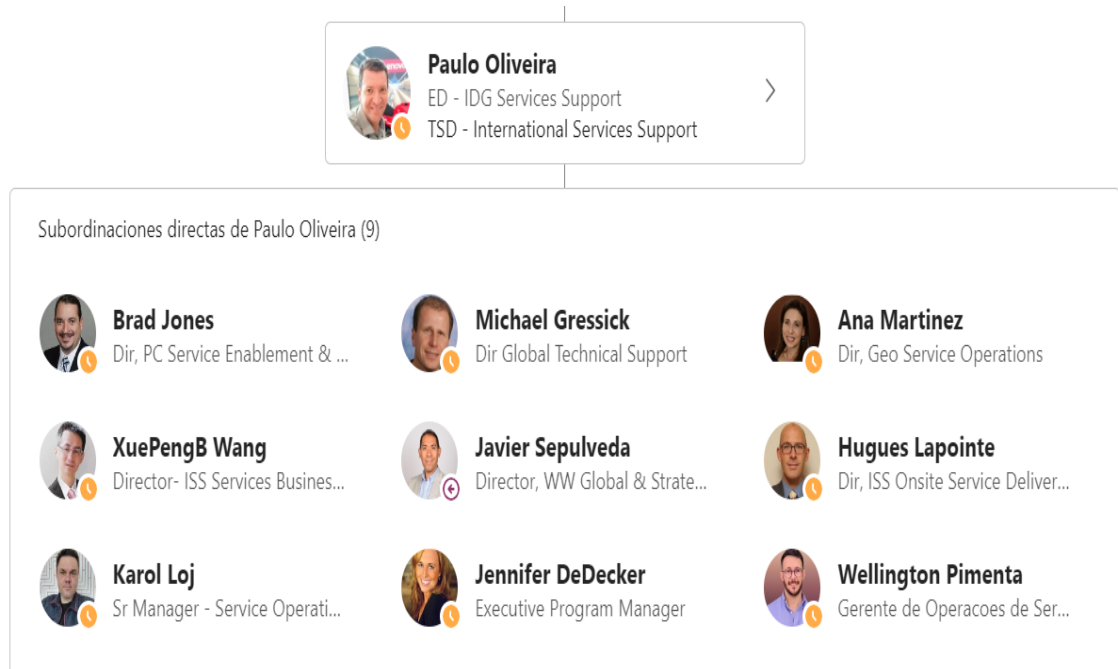 Paulo Oliveira
ED - IDG Services Support
TSD - International Services Support
Subordinaciones directas de Paulo Oliveira (9)
Brad Jones
Dir, PC Service Enablement & ...
Michael Gressick
Dir Global Technical Support
Ana Martinez
Dir, Geo Service Operations
XuePengB Wang
Director- ISS Services Busines...
Javier Sepulveda
Director, WW Global & Strate...
Hugues Lapointe
Dir, ISS Onsite Service Deliver...
Karol Loj
Sr Manager - Service Operati...
Jennifer DeDecker
Executive Program Manager
Wellington Pimenta
Gerente de Operacoes de Ser...